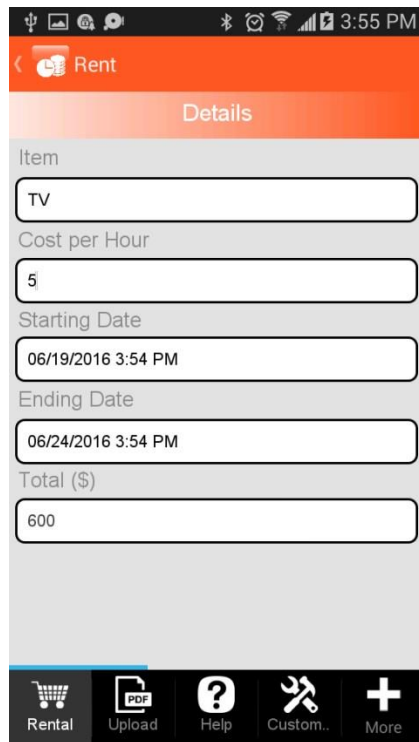 3:55 PM
Rent
Details
Item
TV
Cost per Hour
5
Starting Date
06/19/2016 3:54 PM
Ending Date
06/24/2016 3:54 PM
Total ($)
600
PDF
Rental Upload Help Custom.. More